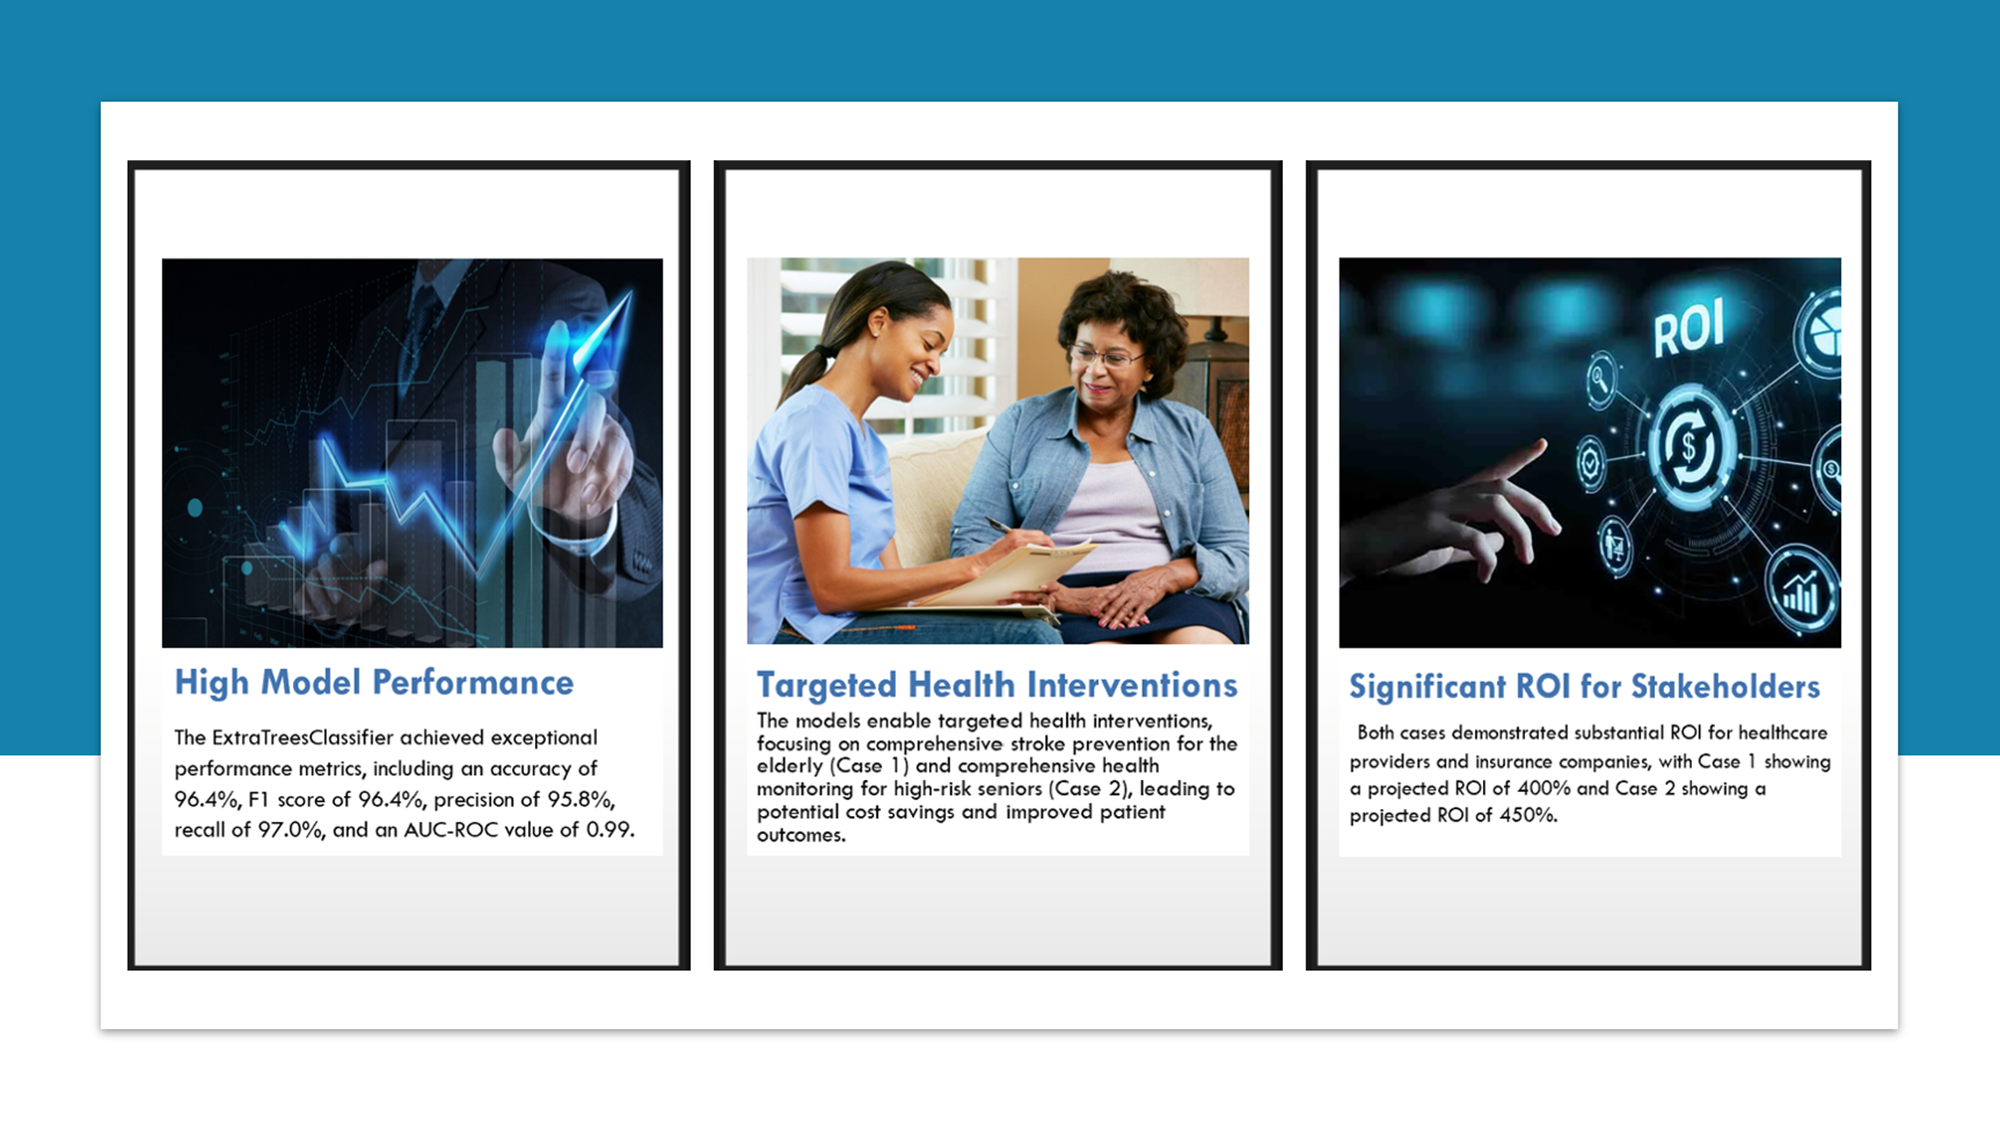 ROI
High Model Performance
The ExtraTreesClassifier achieved exceptional
performance metrics, including an accuracy of
96.4%, F1 score of 96.4%, precision of 95.8%,
recall of 97.0%, and an AUC-ROC value of 0.99.
Targeted Health Interventions
The models enable targeted health interventions,
focusing on comprehensive stroke prevention for the
elderly (Case 1) and comprehensive health
monitoring for high-risk seniors (Case 2), leading to
potential cost savings and improved patient
outcomes.
Significant ROI for Stakeholders
Both cases demonstrated substantial ROI for healthcare
providers and insurance companies, with Case 1 showing
a projected ROI of 400% and Case 2 showing a
projected ROI of 450%.